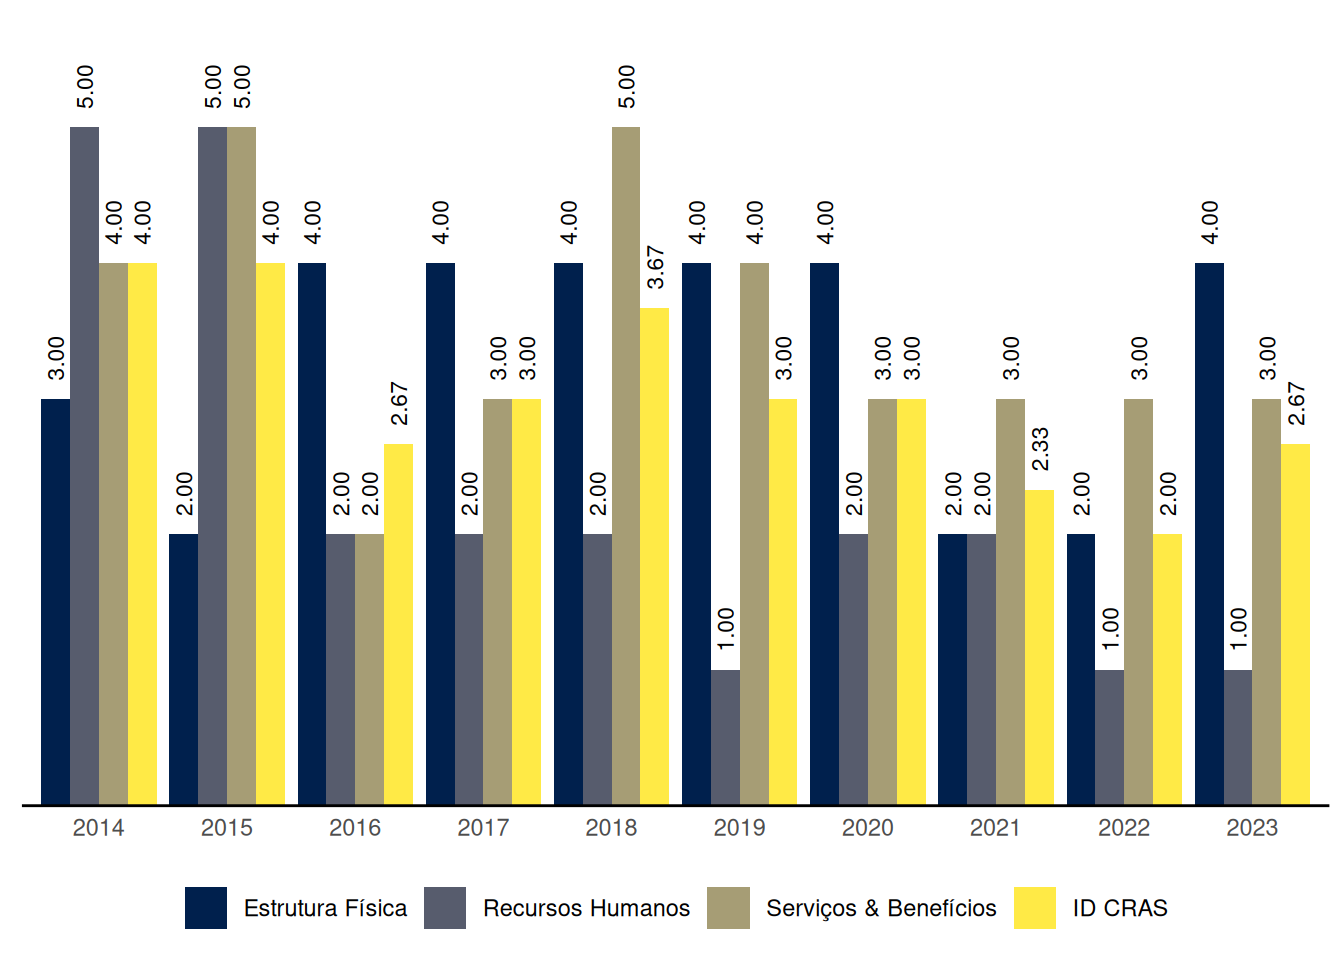 3.00 5.00 4.00 4.00
2.00 5.00 5.00 4.00
4.00 2.00 2.00 2.67
4.00 2.00 3.00 3.00
4.00 2.00 5.00 3.67
4.00 1.00 4.00 3.00
4.00 2.00 3.00 3.00
2.00 2.00 3.00 2.33
2.00 1.00 3.00 2.00
4.00 1.00 3.00 2.67
2014 2015 2016 2017 2018 2019 2020 2021 2022 2023
Estrutura Física Recursos Humanos Serviços & Benefícios ID CRAS